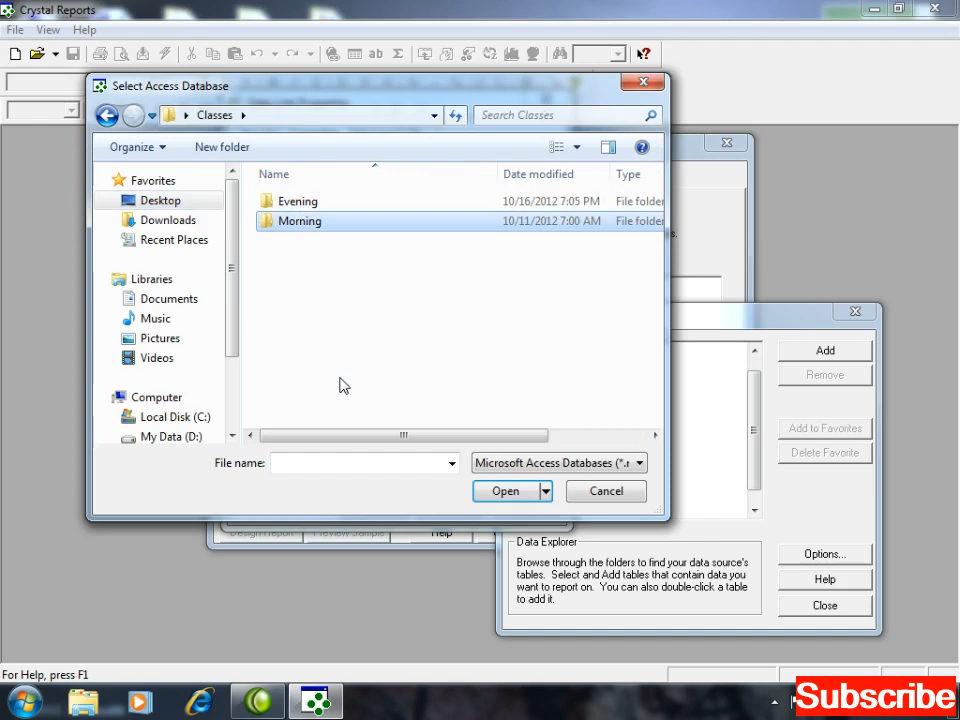 Crystal Reports
File View Help
Select Access Database
Classes
Search Classes
Organize
New folder
Name
Date modified
Type
Favorites
Desktop
Downloads
Recent Places
Libraries
Documents
Music
Pictures
Videos
Computer
Local Disk (C:)
My Data (D:)
Evening 10/16/2012 7:05 PM File folder
Morning 10/11/2012 7:00 AM File folder
File name:
Microsoft Access Databases (*.r
Open
Cancel
Add
Remove
Add to Favorites
Delete Favorite
Options...
Help
Close
Design Report
Preview Sample
Help
Data Explorer
Browse through the folders to find your data source's
tables. Select and Add tables that contain data you
want to report on. You can also double-click a table
to add it.
For Help, press F1
Subscribe